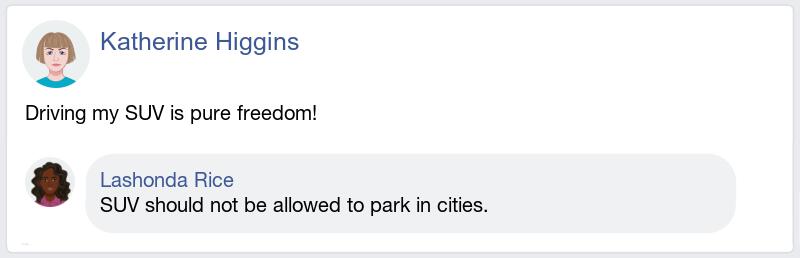 Katherine Higgins
Driving my SUV is pure freedom!
Lashonda Rice
SUV should not be allowed to park in cities.